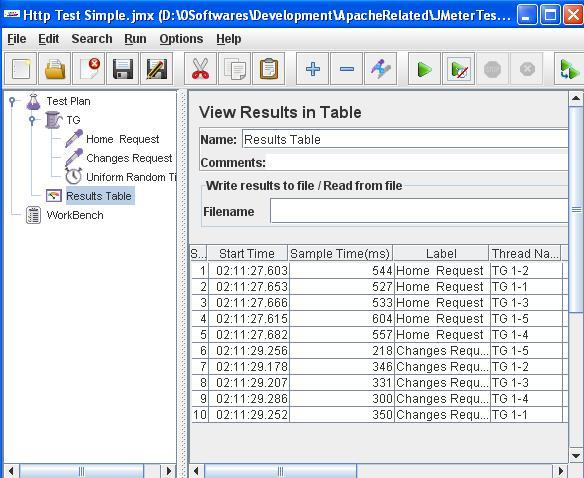 Http Test Simple. jmx (D:\0Softwares\Development\ApacheRelated\JMeterTes...
File Edit Search Run Options Help
Test Plan
TG
Home Request
Changes Request
Uniform Random Ti
Results Table
WorkBench
View Results in Table
Name: Results Table
Comments:
Write results to file / Read from file
Filename
S... Start Time Sample Time(ms) Label Thread Na...
1 02:11:27.603 544 Home Request TG 1-2
2 02:11:27.653 527 Home Request TG 1-1
3 02:11:27.666 533 Home Request TG 1-3
4 02:11:27.615 604 Home Request TG 1-5
5 02:11:27.682 557 Home Request TG 1-4
6 02:11:29.256 218 Changes Requ... TG 1-5
7 02:11:29.178 346 Changes Requ... TG 1-2
8 02:11:29.207 331 Changes Requ... TG 1-3
9 02:11:29.286 300 Changes Requ... TG 1-4
10 02:11:29.252 350 Changes Requ... TG 1-1